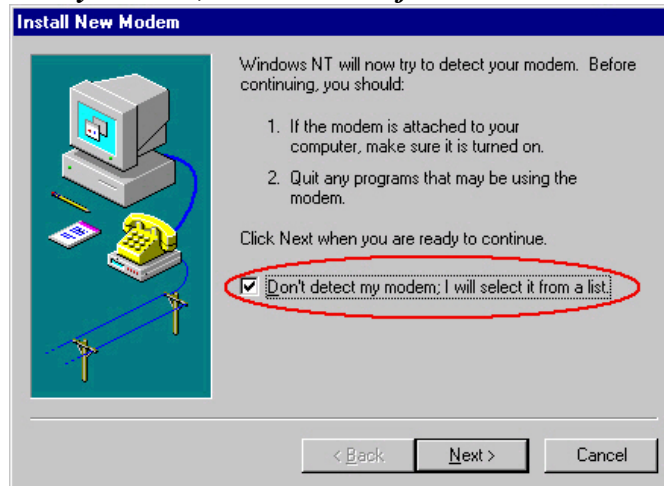 Install New Modem
Windows NT will now try to detect your modem. Before
continuing, you should:
1. If the modem is attached to your
computer, make sure it is turned on.
2. Quit any programs that may be using the
modem.
Click Next when you are ready to continue.
Don't detect my modem; I will select it from a list.
< Back
Next >
Cancel